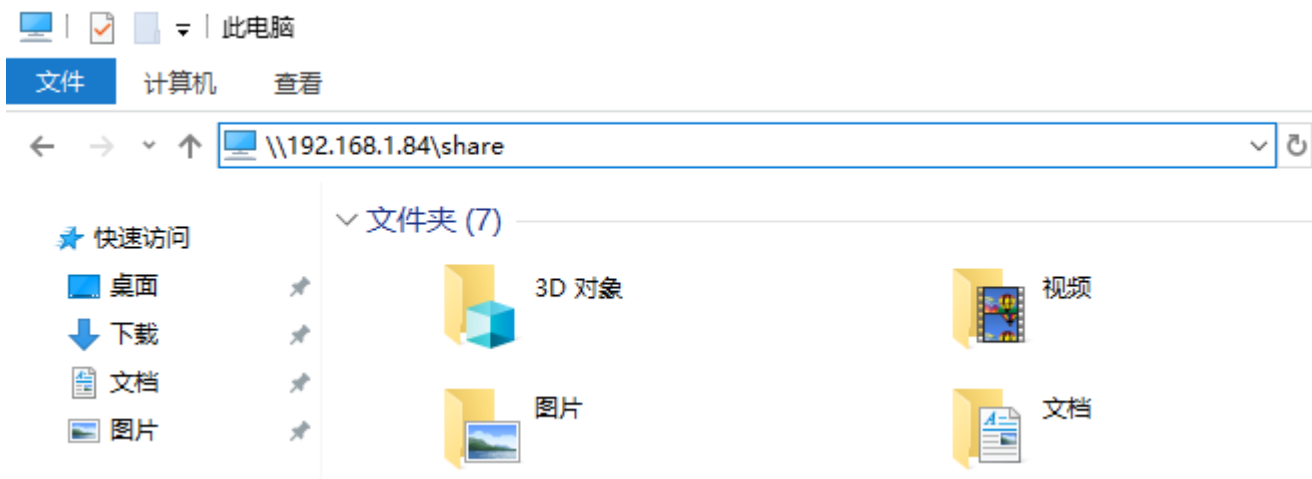 此电脑
文件 计算机 查看
\\192.168.1.84\share
快速访问
桌面
下载
文档
图片
文件夹 (7)
3D 对象
视频
图片
文档